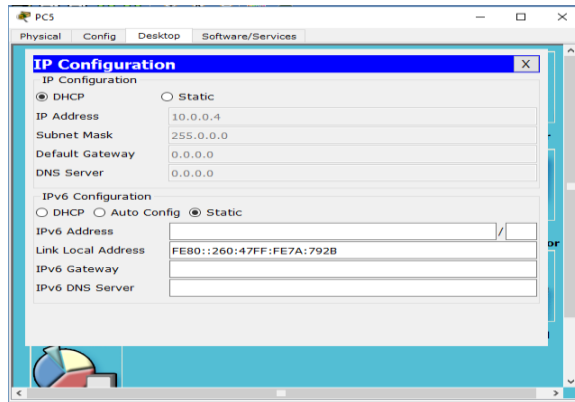 PC5
Physical Config Desktop Software/Services
IP Configuration X
IP Configuration
DHCP Static
IP Address 10.0.0.4
Subnet Mask 255.0.0.0
Default Gateway 0.0.0.0
DNS Server 0.0.0.0
IPv6 Configuration
DHCP Auto Config Static
IPv6 Address /
Link Local Address FE80::260:47FF:FE7A:792B
IPv6 Gateway
IPv6 DNS Server